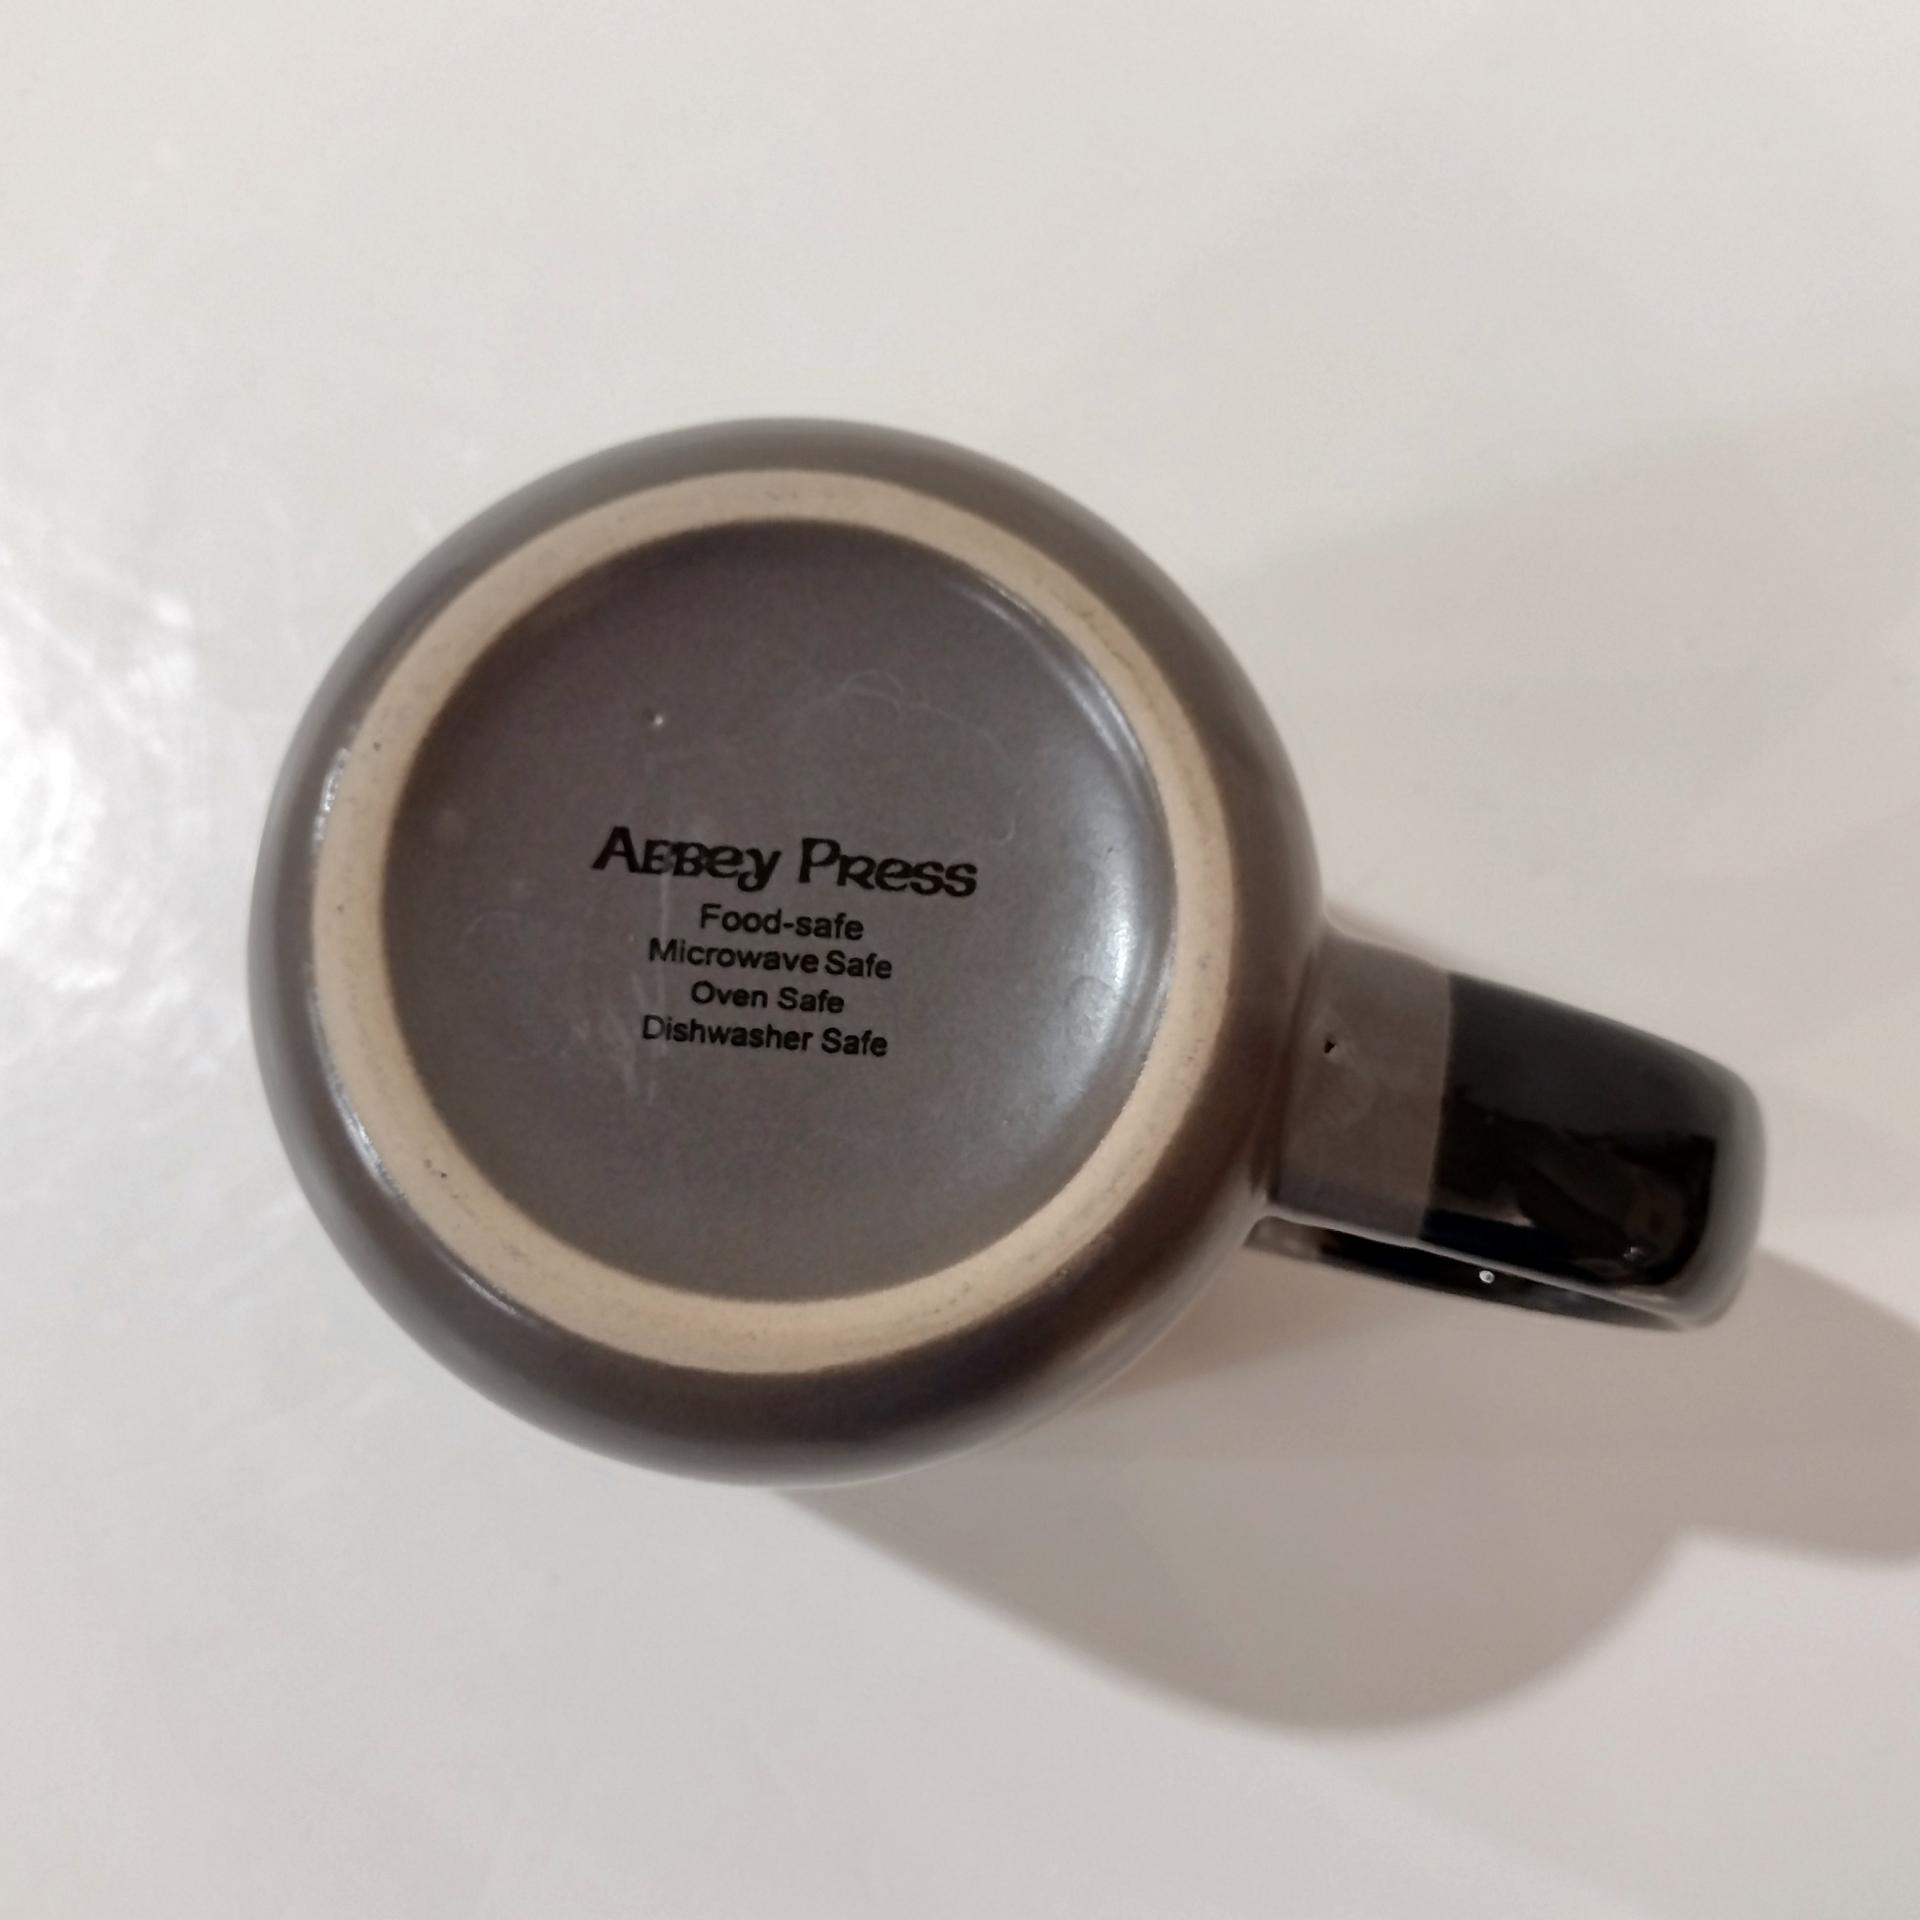 Abbey Press
Food-safe
Microwave Safe
Oven Safe
Dishwasher Safe